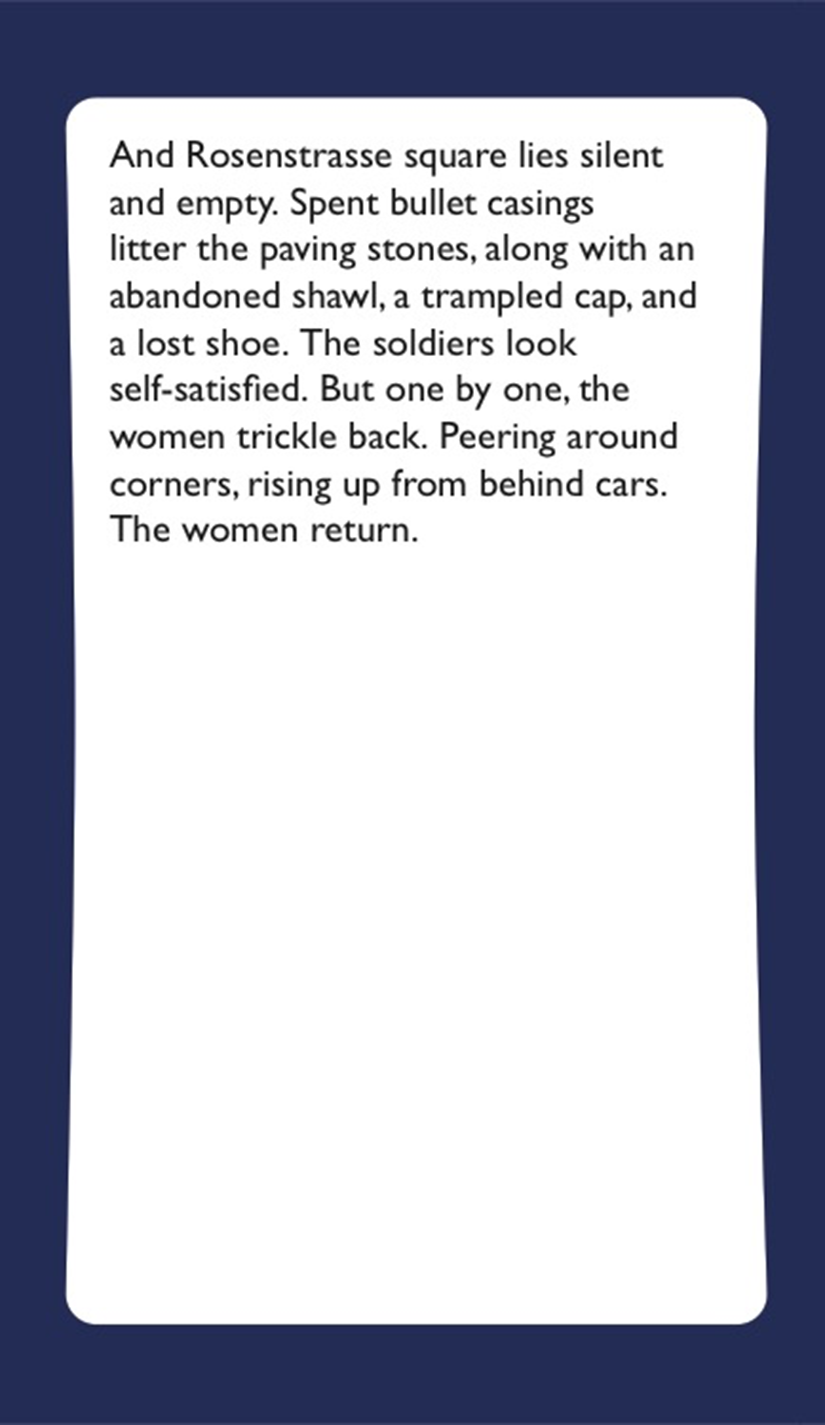 And Rosenstrasse square lies silent
and empty. Spent bullet casings
litter the paving stones, along with an
abandoned shawl, a trampled cap, and
a lost shoe. The soldiers look
self-satisfied. But one by one, the
women trickle back. Peering around
corners, rising up from behind cars.
The women return.